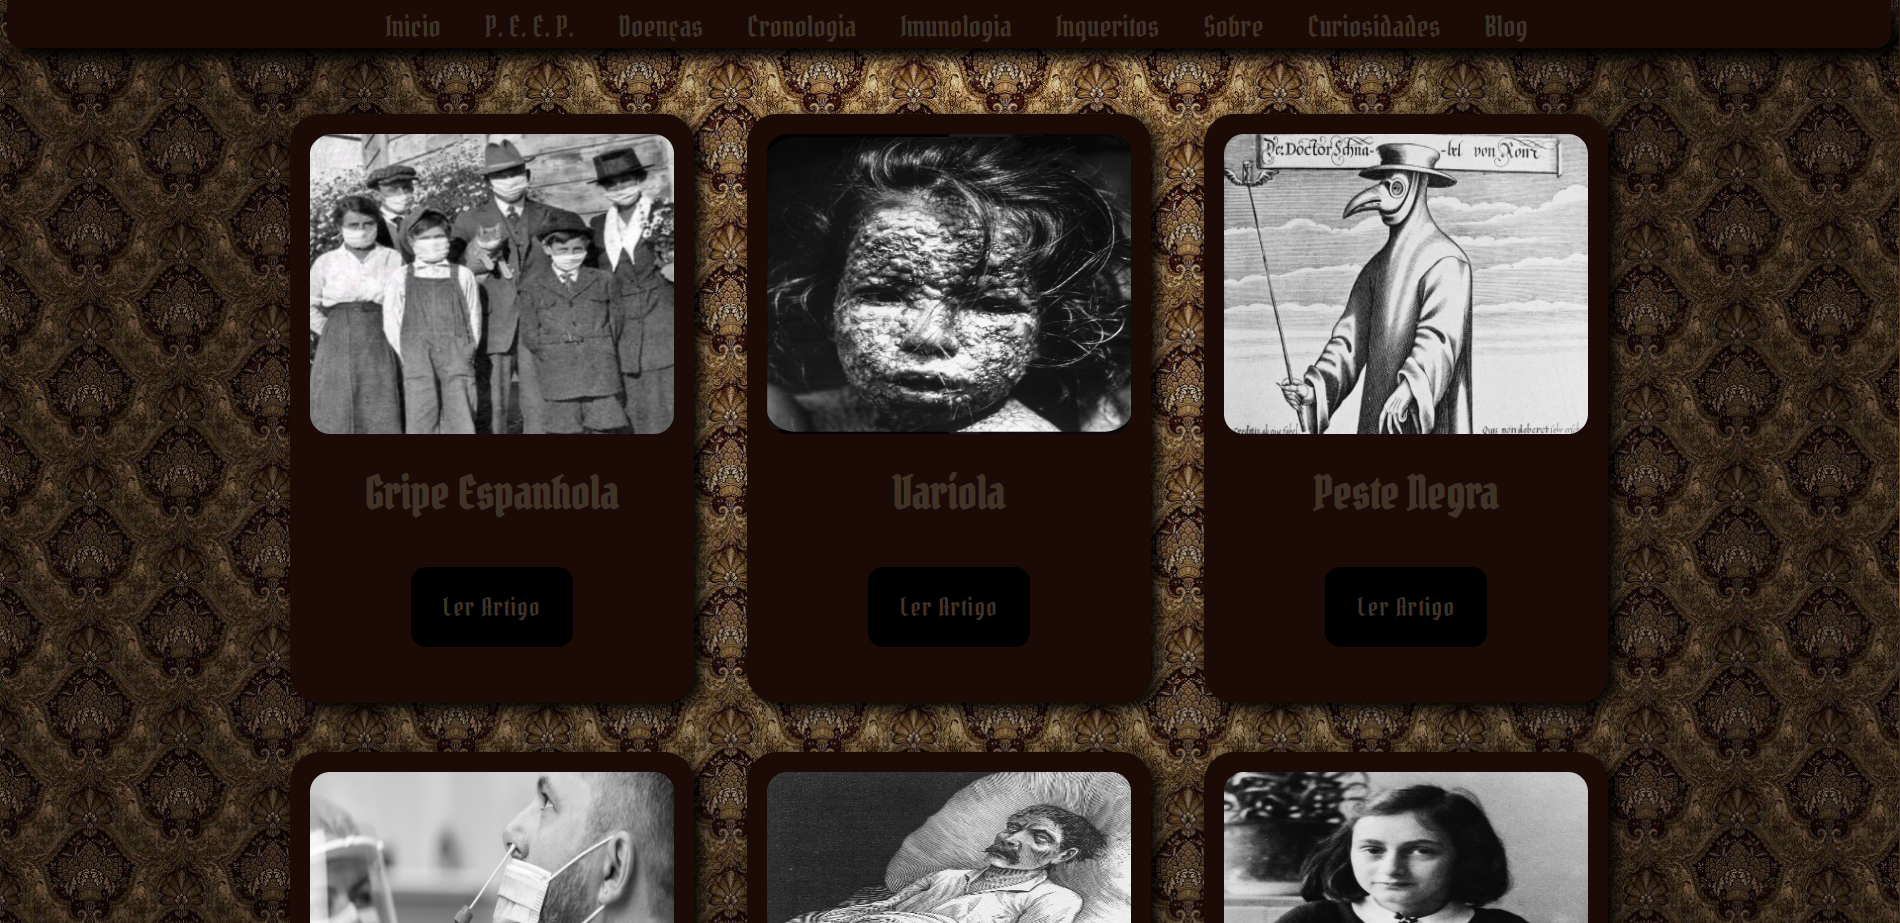 Inicio P. E. E. P. Doenças Cronologia Imunologia Inqueritos Sobre Curiosidades Blog
Der Doctor Schna- -bel von Rom
Gripe Espanhola Varíola Peste Negra
Ler Artigo Ler Artigo Ler Artigo